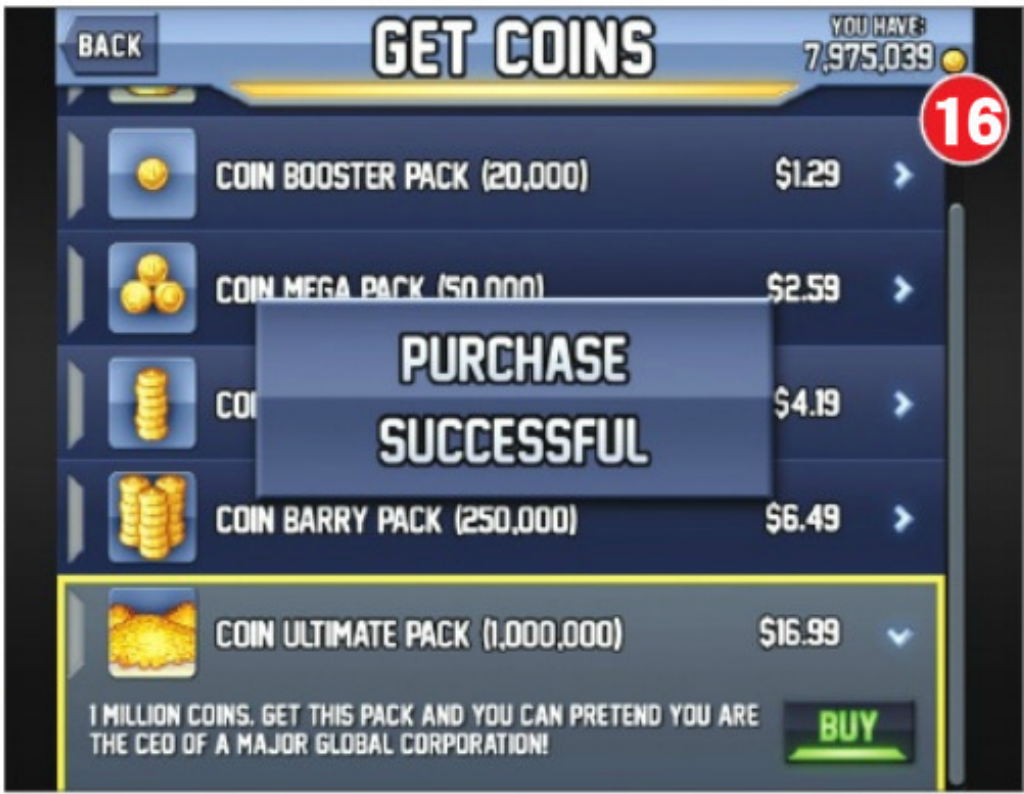 BACK
GET COINS
YOU HAVE:
7,975,039
16
COIN BOOSTER PACK (20,000) $1.29
COIN MEGA PACK (50,000) $2.59
$4.19
PURCHASE
SUCCESSFUL
COIN BARRY PACK (250,000) $6.49
COIN ULTIMATE PACK (1,000,000) $16.99
1 MILLION COINS. GET THIS PACK AND YOU CAN PRETEND YOU ARE
THE CEO OF A MAJOR GLOBAL CORPORATION!
BUY